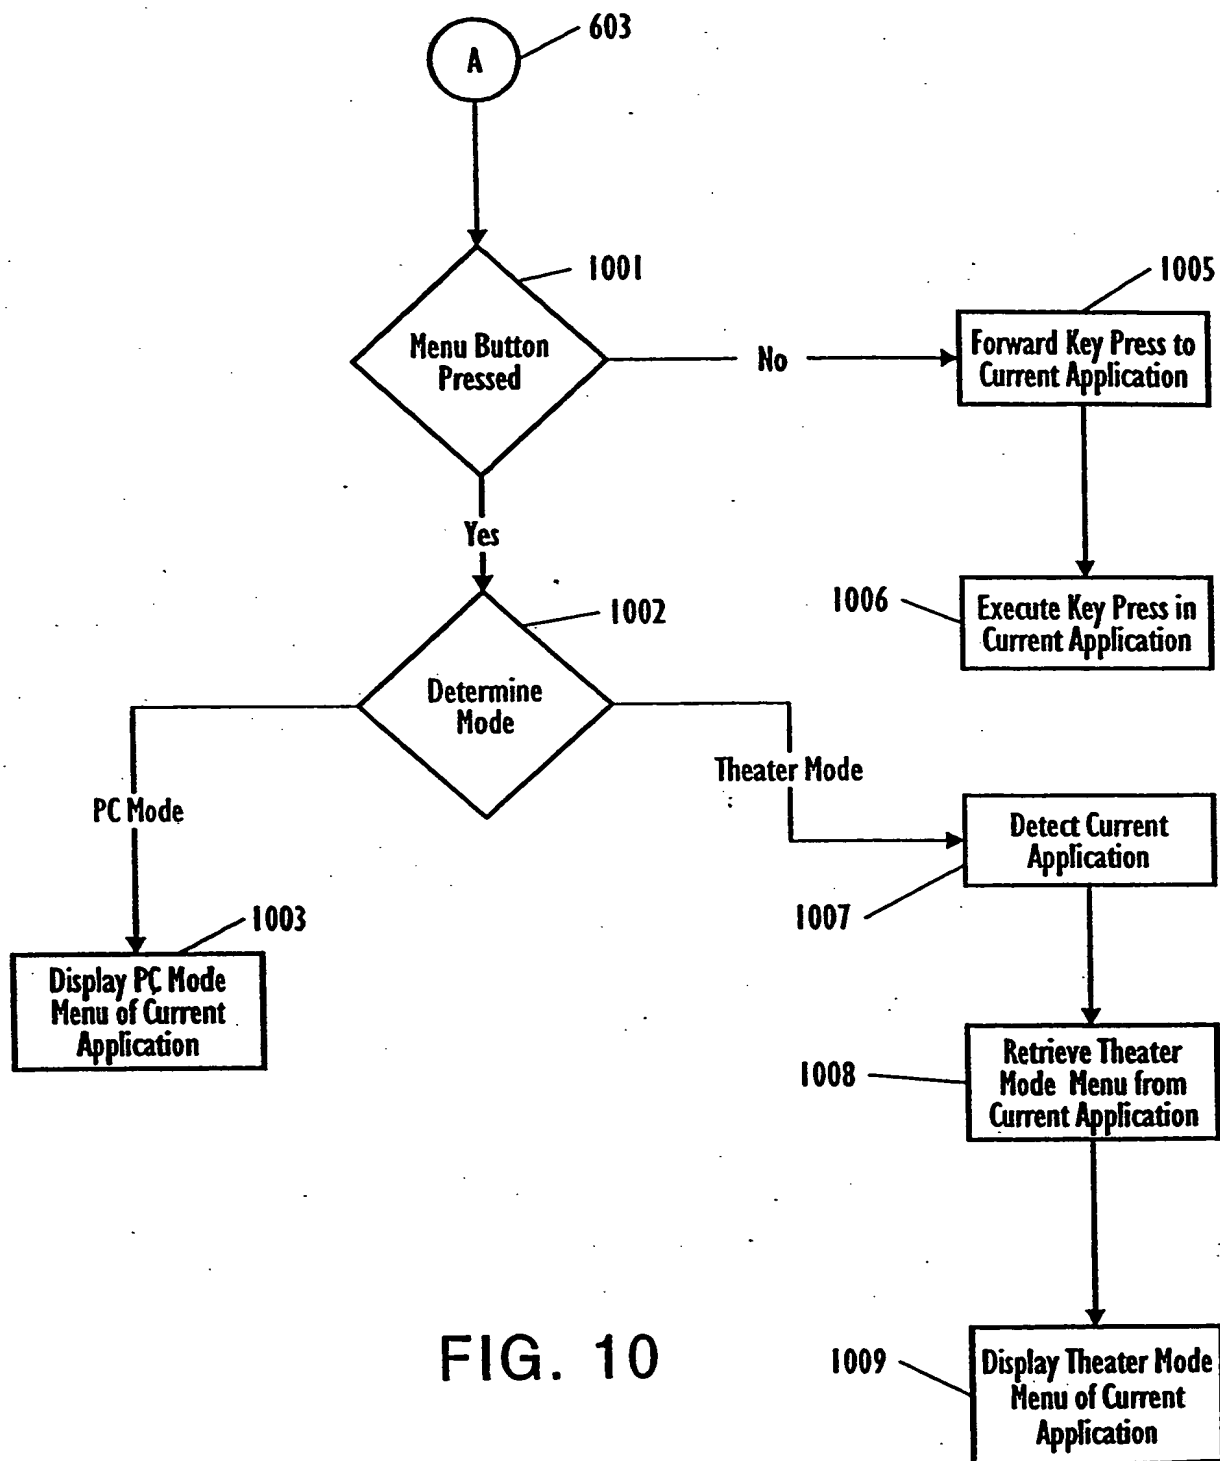 603
A
1001
Menu Button
Pressed
No
1005
Forward Key Press to
Current Application
Yes
1006
Execute Key Press in
Current Application
1002
Determine
Mode
PC Mode
Theater Mode
1003
Display PC Mode
Menu of Current
Application
Detect Current
Application
1007
1008
Retrieve Theater
Mode Menu from
Current Application
1009
Display Theater Mode
Menu of Current
Application
FIG. 10